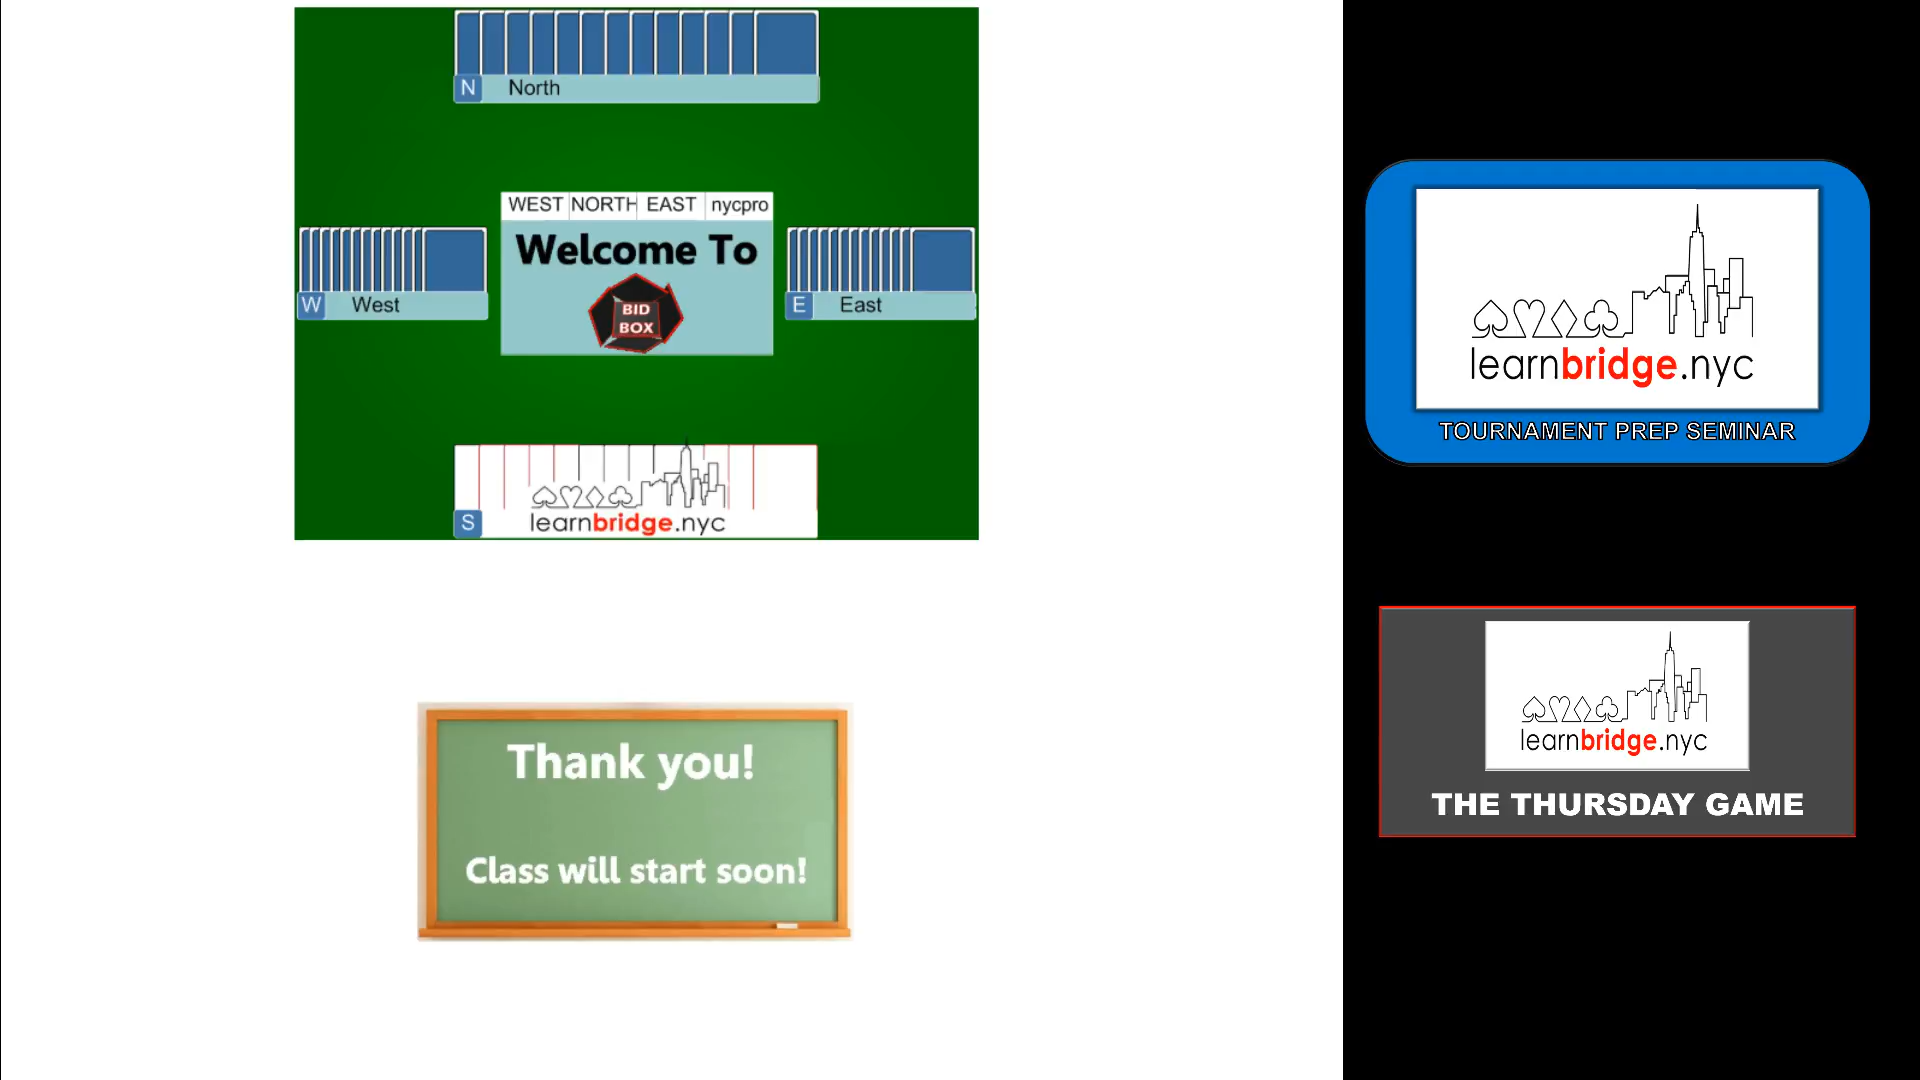 N North
WEST NORTH EAST nycpro
Welcome To
BID
BOX
W West
E East
S
learnbridge.nyc
Thank you!
Class will start soon!
learnbridge.nyc
TOURNAMENT PREP SEMINAR
learnbridge.nyc
THE THURSDAY GAME